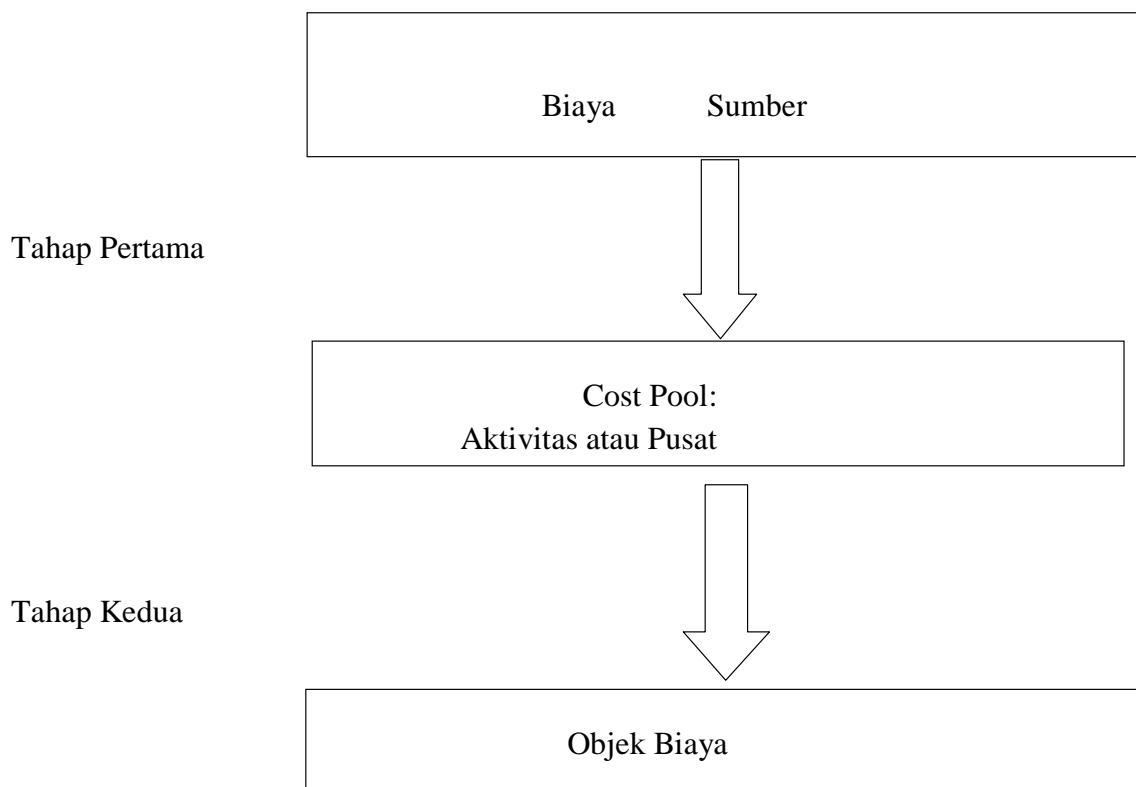 Biaya Sumber
Tahap Pertama
Cost Pool:
Aktivitas atau Pusat
Tahap Kedua
Objek Biaya